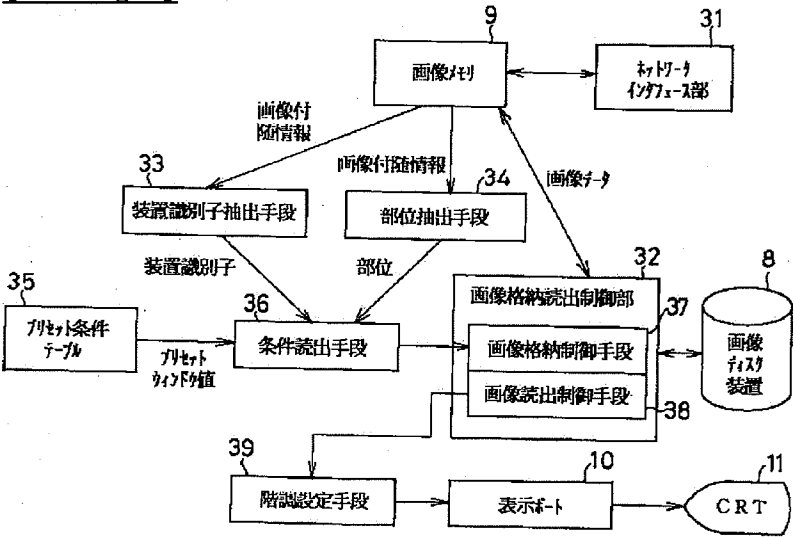 9
31
画像メモリ
ネットワータ
インタフェース部
画像付
随情報
画像付随情報
画像データ
33
34
装置識別子抽出手段
部位抽出手段
装置識別子
部位
32
8
35
36
画像格納読出制御部
37
プリセット条件
テーブル
条件読出手段
画像格納制御手段
画像
ディスク
装置
プリセット
ウィンドウ値
画像読出制御手段
38
39
10
11
階調設定手段
表示ポート
CRT